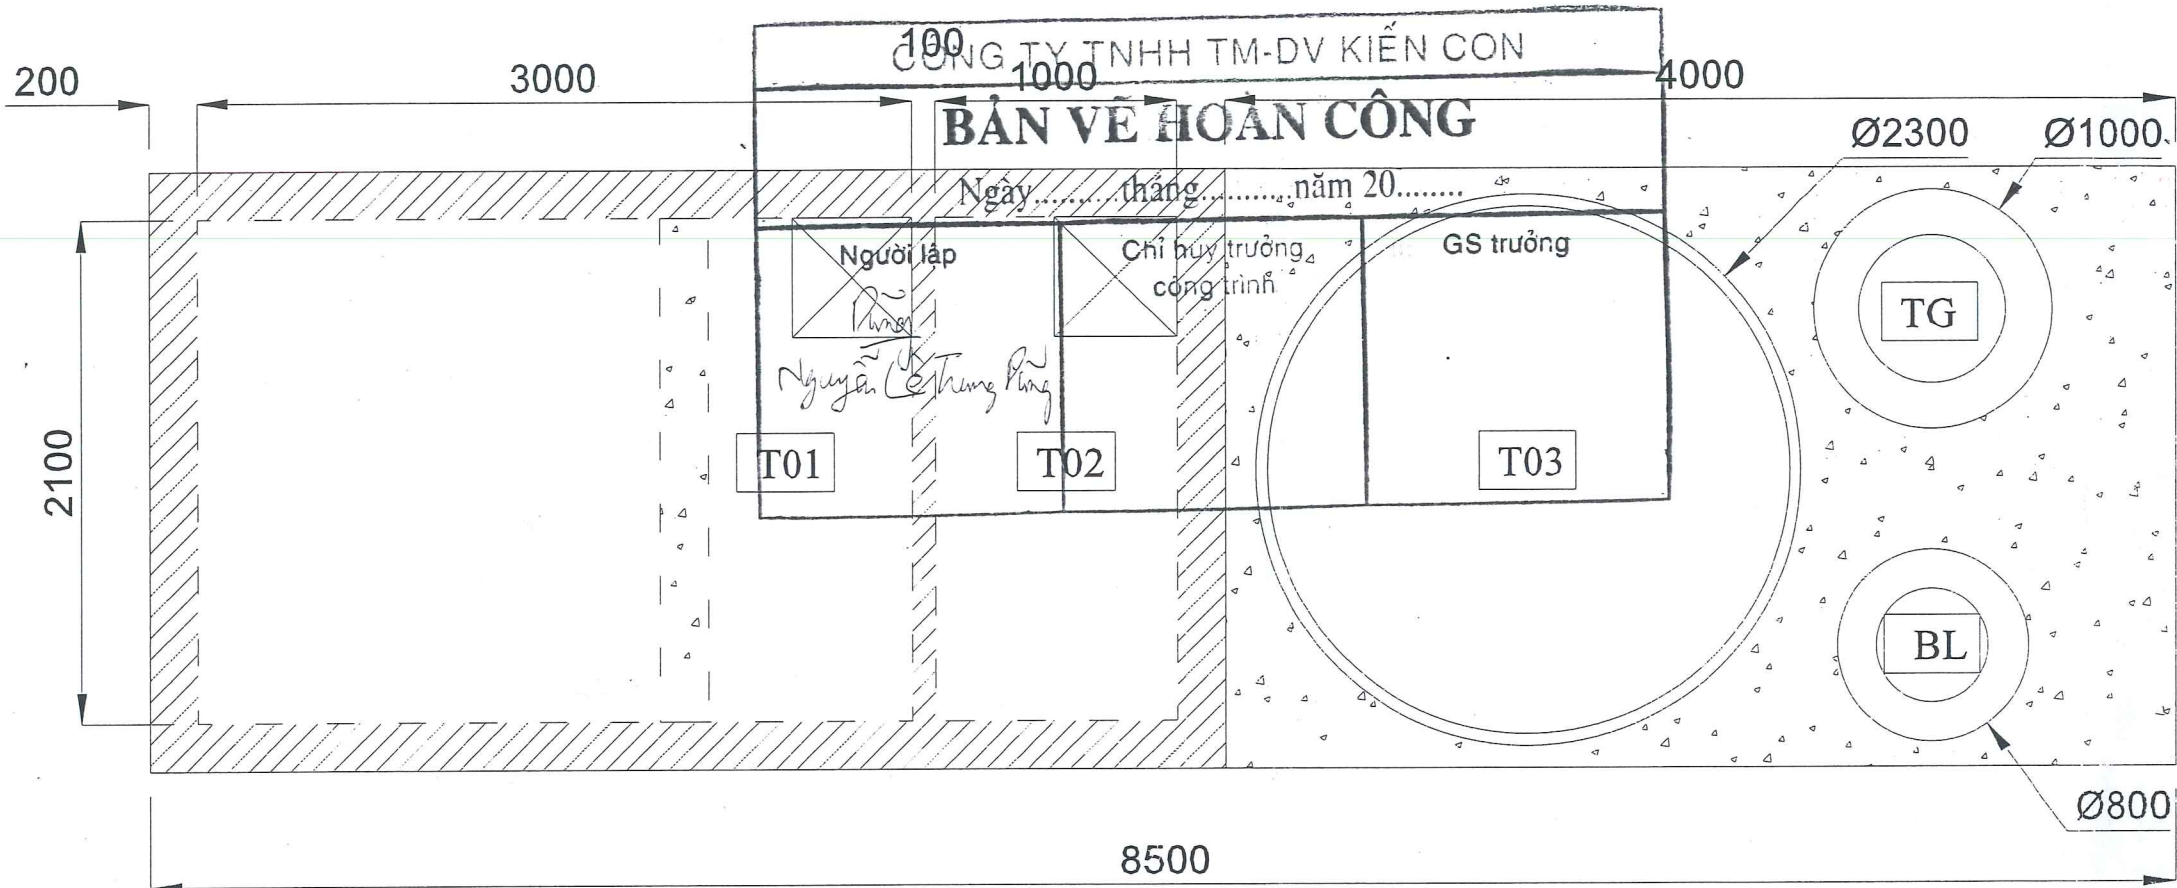 CÔNG TY TNHH TM-DV KIẾN CON
100
200
3000
1000
4000
BẢN VẼ HOÀN CÔNG
Ø2300
Ø1000
Ngày..........tháng..........năm 20........
Người lập
Chỉ huy trưởng
công trình
GS trưởng
TG
Nguyễn Lê Trung
2100
T01
T02
T03
BL
Ø800
8500